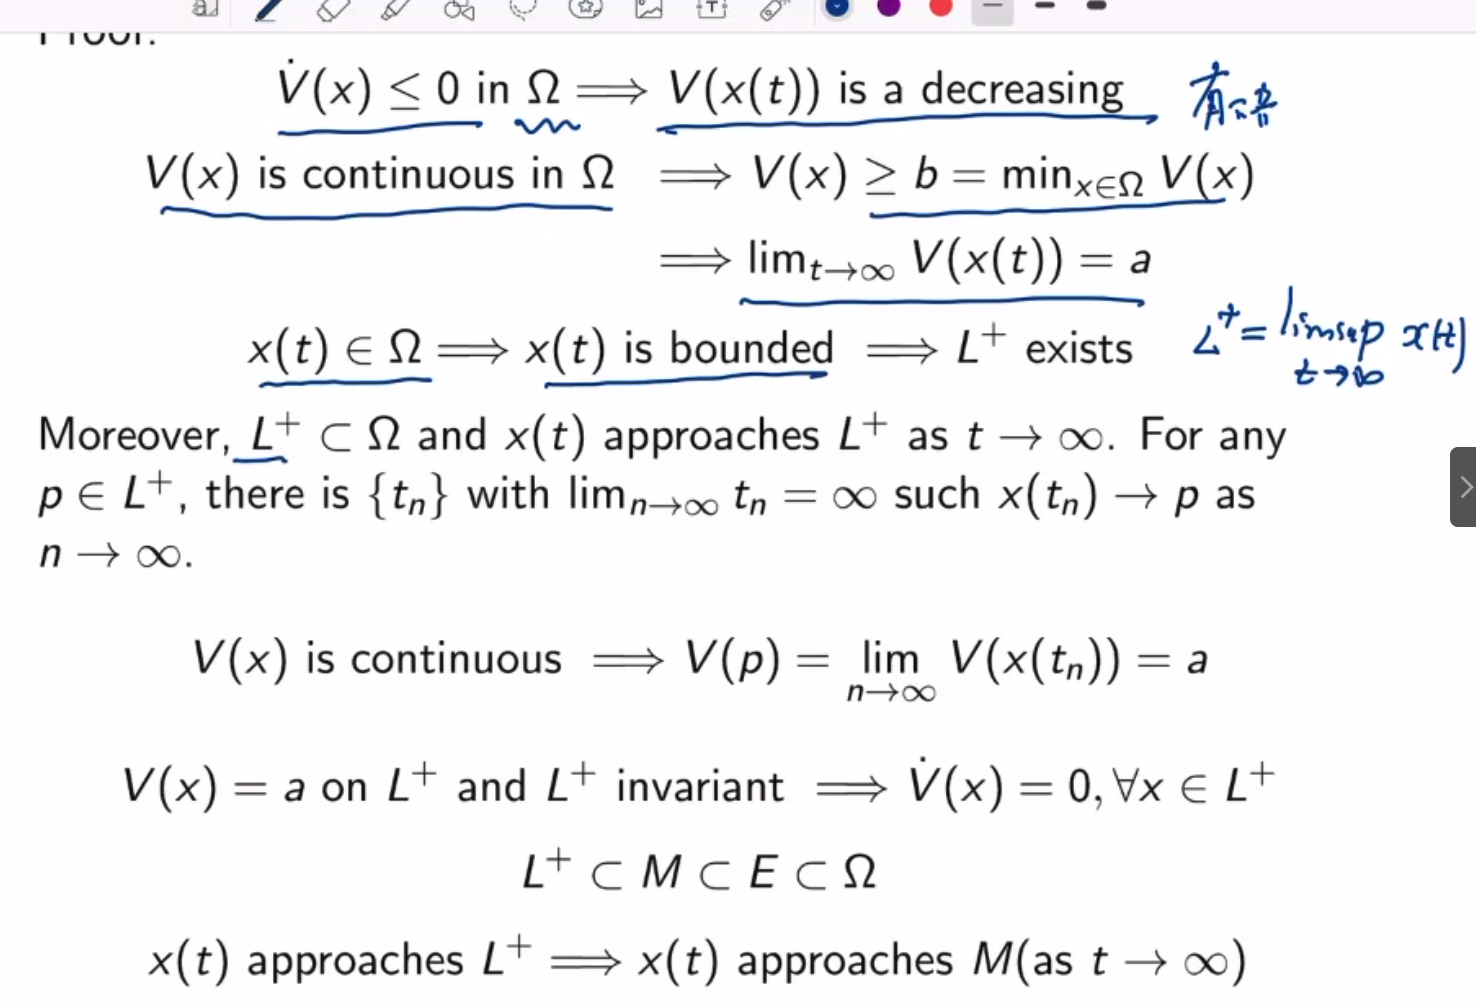 Proof:
V̇(x) ≤ 0 in Ω ⟹ V(x(t)) is a decreasing 有下界
V(x) is continuous in Ω ⟹ V(x) ≥ b = min_{x∈Ω} V(x)
⟹ lim_{t→∞} V(x(t)) = a
x(t) ∈ Ω ⟹ x(t) is bounded ⟹ L⁺ exists L⁺ = limsup x(t)
t→∞
Moreover, L⁺ ⊂ Ω and x(t) approaches L⁺ as t → ∞. For any
p ∈ L⁺, there is {t_n} with lim_{n→∞} t_n = ∞ such x(t_n) → p as
n → ∞.
V(x) is continuous ⟹ V(p) = lim_{n→∞} V(x(t_n)) = a
V(x) = a on L⁺ and L⁺ invariant ⟹ V̇(x) = 0, ∀x ∈ L⁺
L⁺ ⊂ M ⊂ E ⊂ Ω
x(t) approaches L⁺ ⟹ x(t) approaches M(as t → ∞)